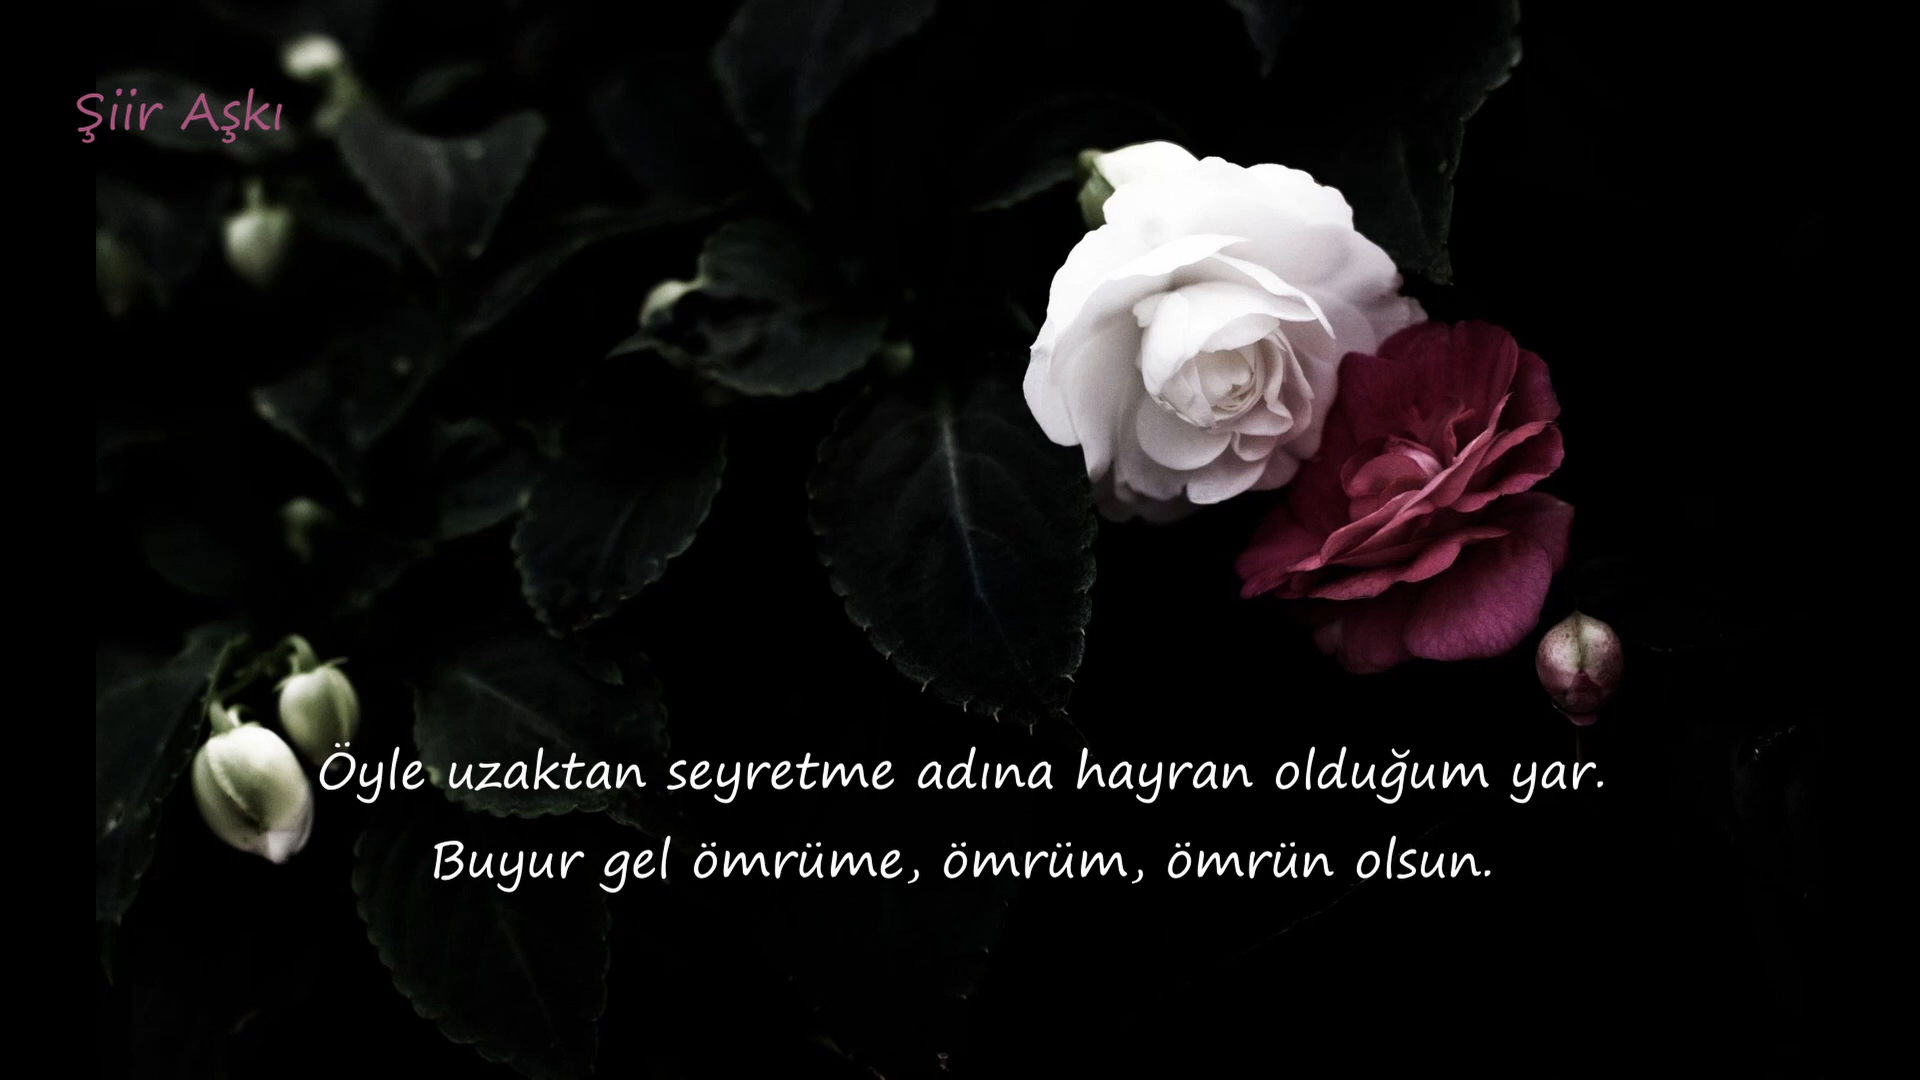 Şiir Aşkı
Öyle uzaktan seyretme adına hayran olduğum yar.
Buyur gel ömrüme, ömrüm, ömrün olsun.